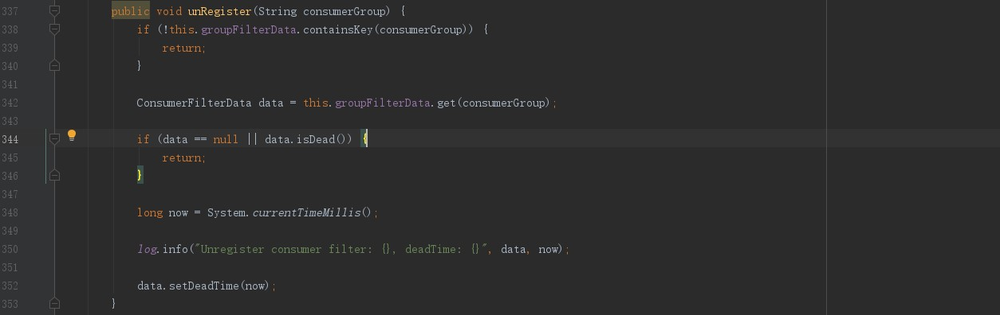 337 public void unRegister(String consumerGroup) {
338 if (!this.groupFilterData.containsKey(consumerGroup)) {
339 return;
340 }
341
342 ConsumerFilterData data = this.groupFilterData.get(consumerGroup);
343
344 if (data == null || data.isDead()) {
345 return;
346 }
347
348 long now = System.currentTimeMillis();
349
350 log.info("Unregister consumer filter: {}, deadTime: {}", data, now);
351
352 data.setDeadTime(now);
353 }